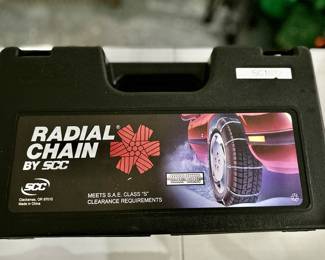 RADIAL
CHAIN
BY SCC
SCC
Clackamas, OR 97015
Made in China
MEETS S.A.E. CLASS "S"
CLEARANCE REQUIREMENTS